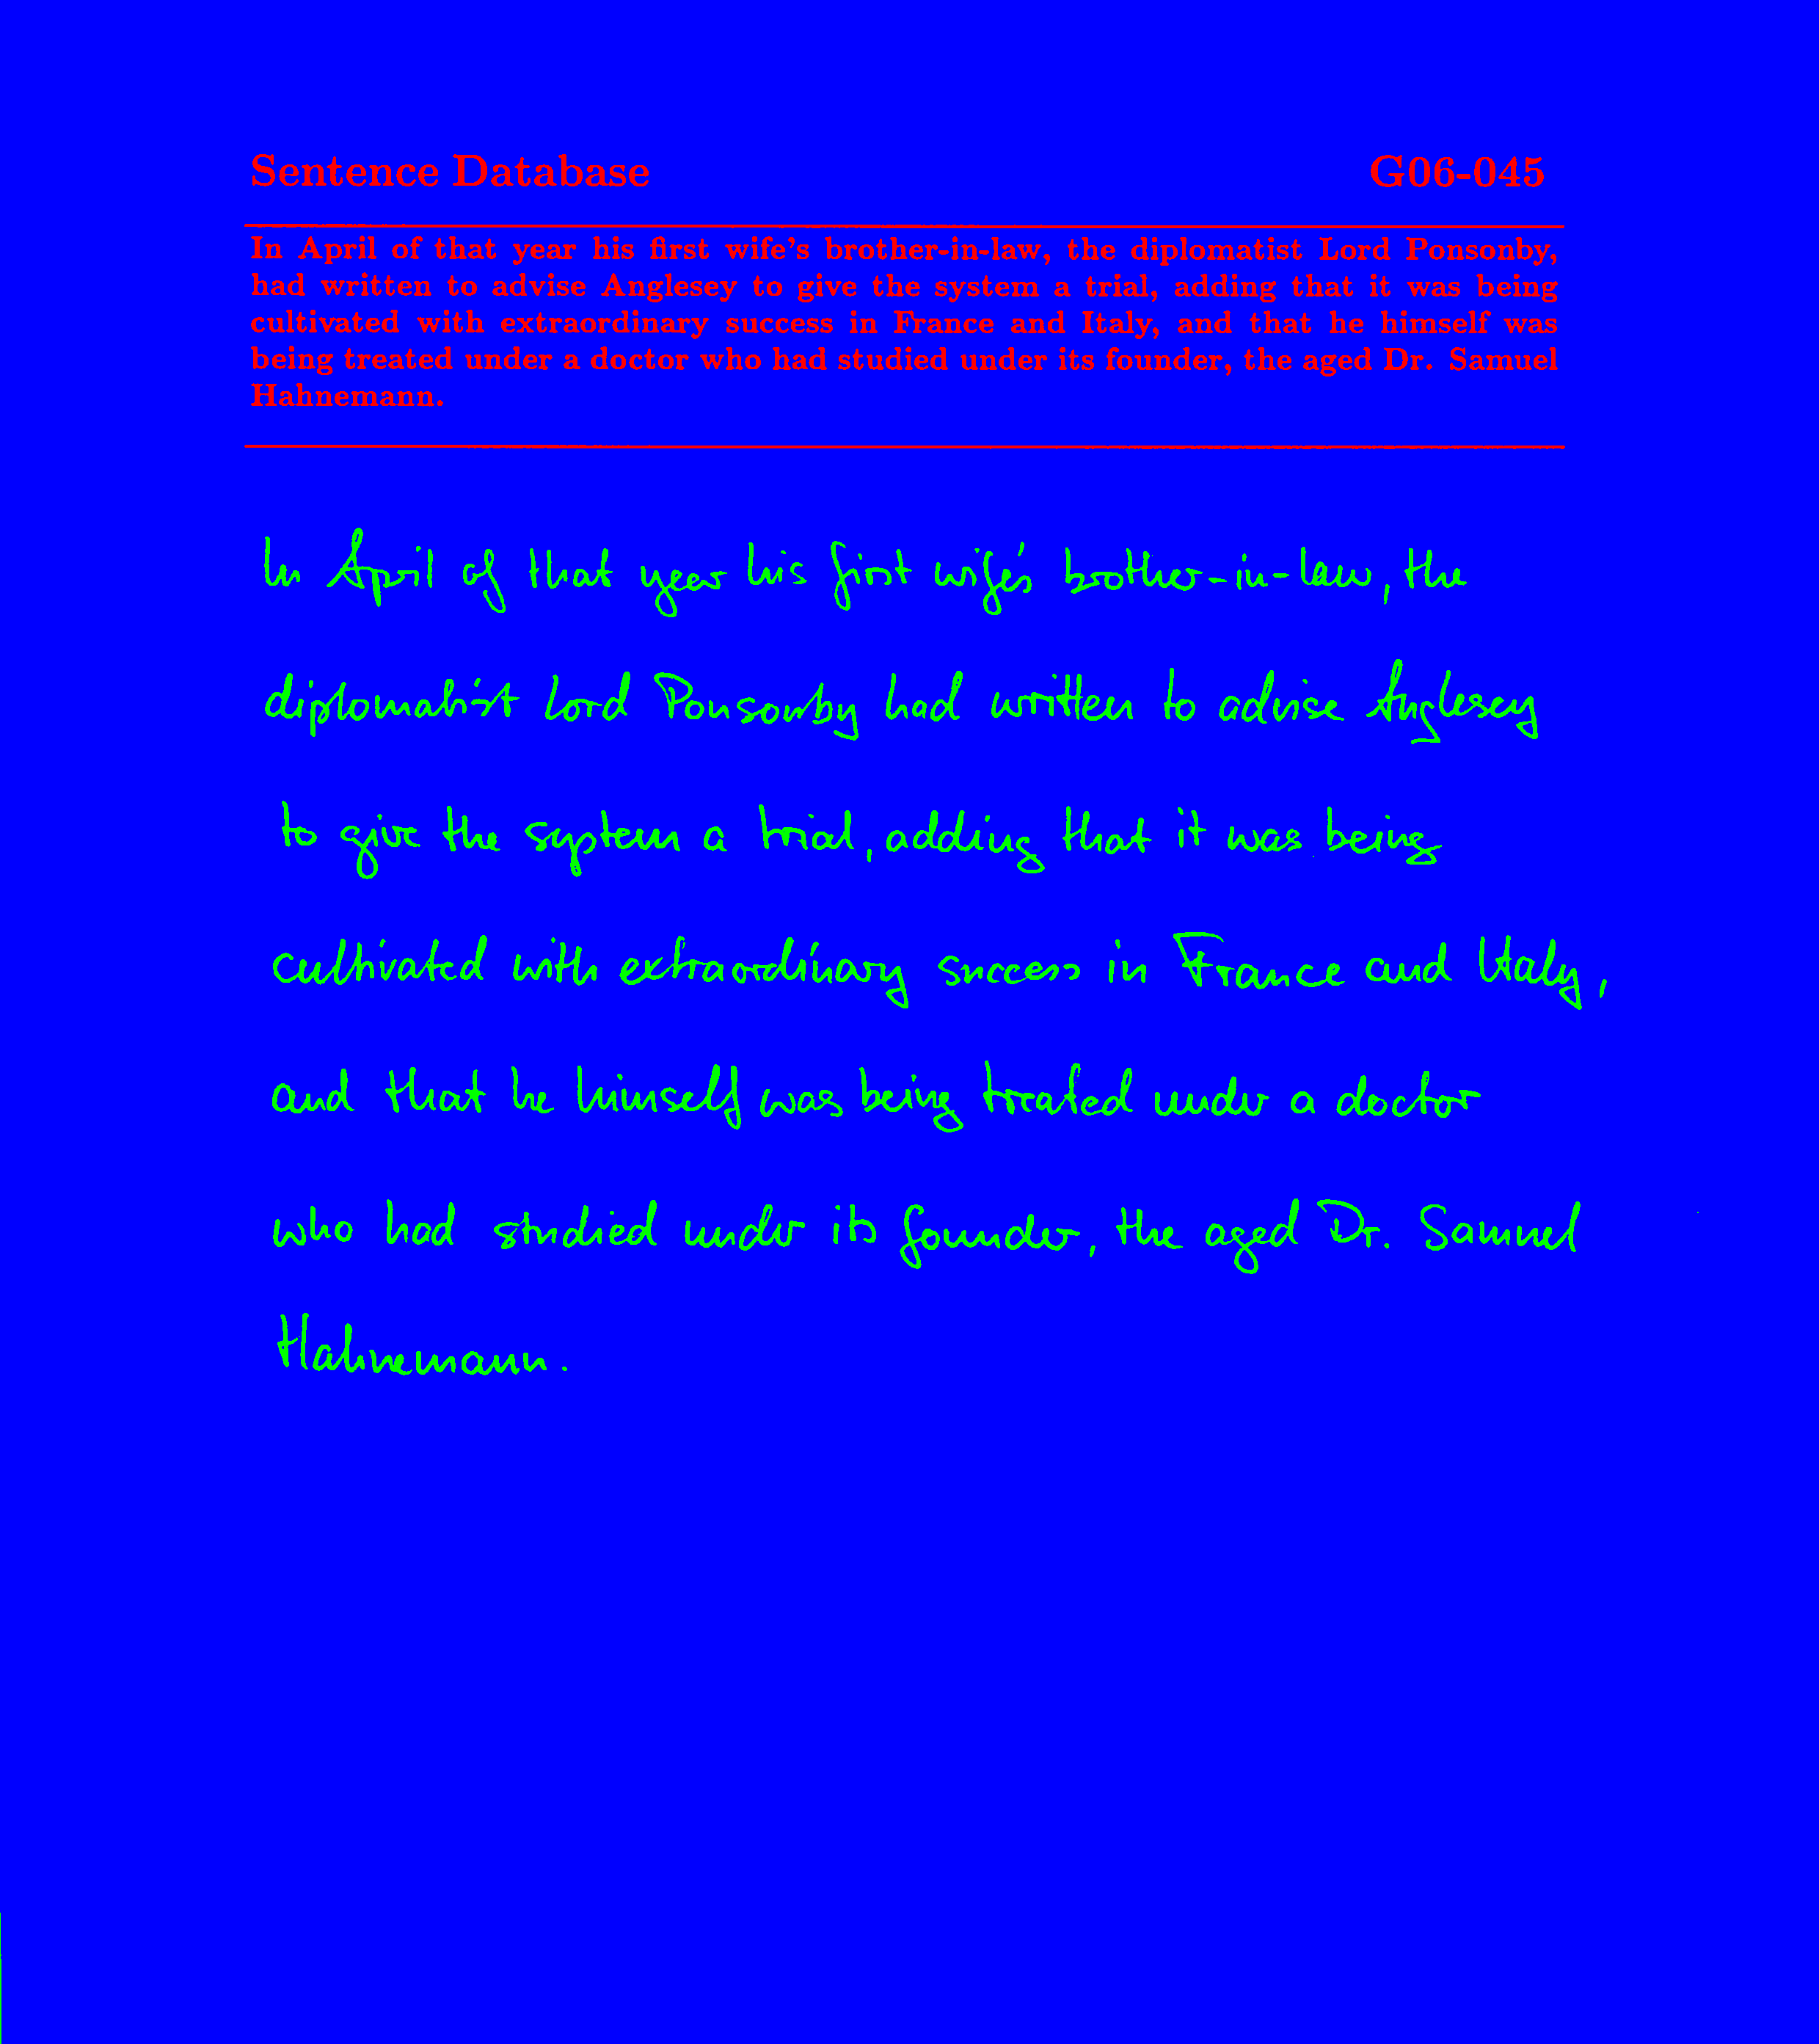 Sentence Database G06-045
In April of that year his first wife's brother-in-law, the diplomatist Lord Ponsonby,
had written to advise Anglesey to give the system a trial, adding that it was being
cultivated with extraordinary success in France and Italy, and that he himself was
being treated under a doctor who had studied under its founder, the aged Dr. Samuel
Hahnemann.
In April of that year his first wife's brother-in-law, the
diplomatist Lord Ponsonby had written to advise Anglesey
to give the system a trial, adding that it was being
cultivated with extraordinary success in France and Italy,
and that he himself was being treated under a doctor
who had studied under its founder, the aged Dr. Samuel
Hahnemann.